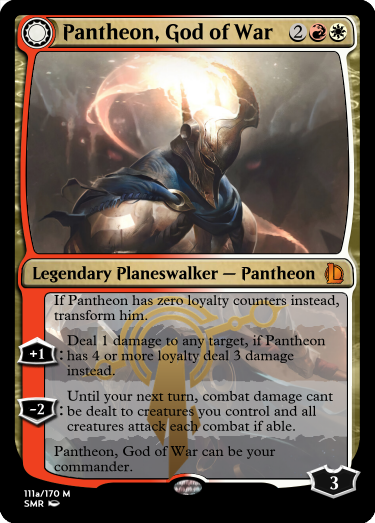 Pantheon, God of War 2
Legendary Planeswalker — Pantheon
If Pantheon has zero loyalty counters instead,
transform him.
+1: Deal 1 damage to any target, if Pantheon
has 4 or more loyalty deal 3 damage
instead.
-2: Until your next turn, combat damage cant
be dealt to creatures you control and all
creatures attack each combat if able.
Pantheon, God of War can be your
commander.
3
111a/170 M
SMR